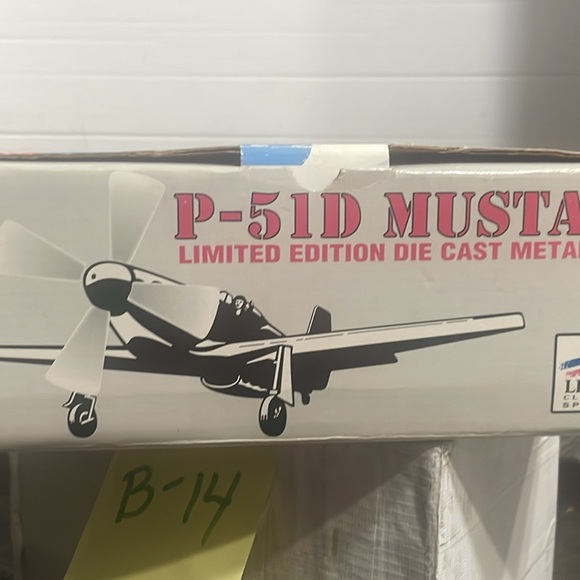 P-51D MUSTA
LIMITED EDITION DIE CAST METAL
B-14